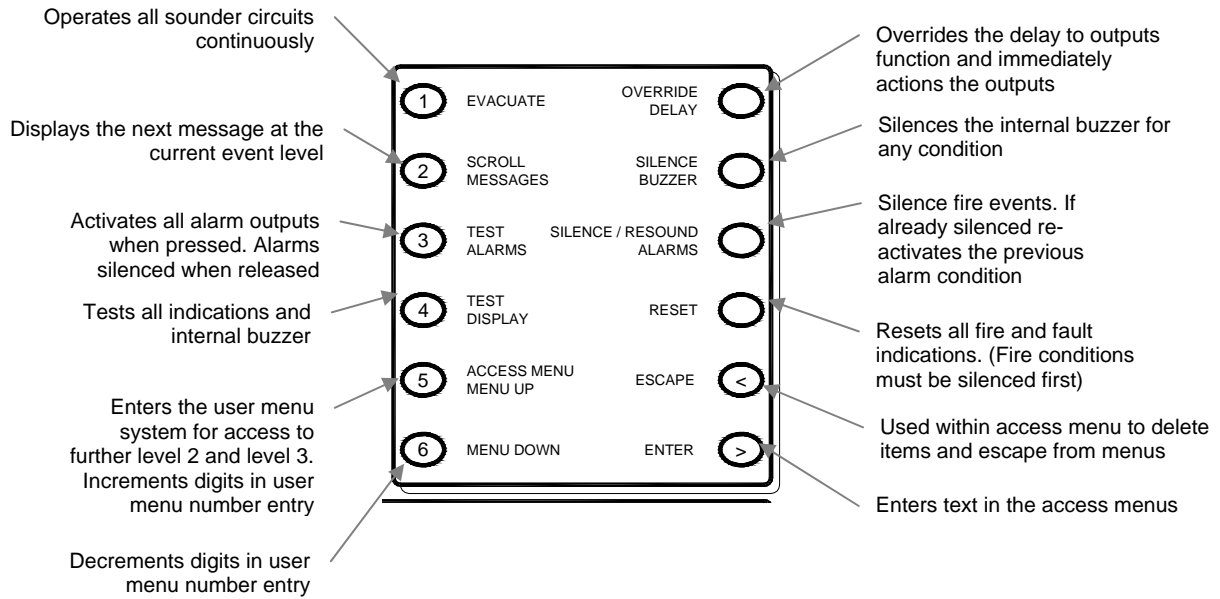 Operates all sounder circuits
continuously
Displays the next message at the
current event level
Activates all alarm outputs
when pressed. Alarms
silenced when released
Tests all indications and
internal buzzer
Enters the user menu
system for access to
further level 2 and level 3.
Increments digits in user
menu number entry
Decrements digits in user
menu number entry
1 EVACUATE
2 SCROLL
MESSAGES
3 TEST
ALARMS
4 TEST
DISPLAY
5 ACCESS MENU
MENU UP
6 MENU DOWN
OVERRIDE
DELAY
SILENCE
BUZZER
SILENCE / RESOUND
ALARMS
RESET
ESCAPE <
ENTER >
Overrides the delay to outputs
function and immediately
actions the outputs
Silences the internal buzzer for
any condition
Silence fire events. If
already silenced re-
activates the previous
alarm condition
Resets all fire and fault
indications. (Fire conditions
must be silenced first)
Used within access menu to delete
items and escape from menus
Enters text in the access menus